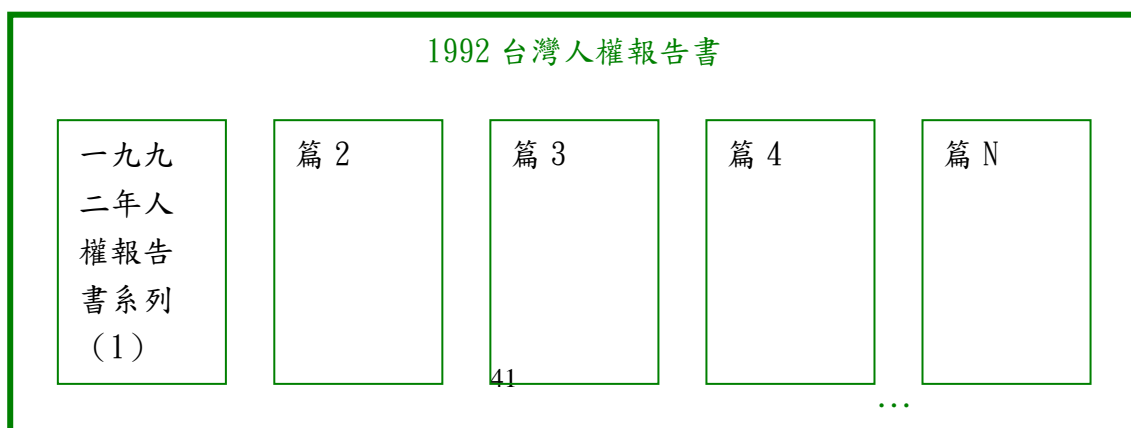 1992 台灣人權報告書
一九九
二年人
權報告
書系列
（1）
篇 2
篇 3
篇 4
篇 N
41
...